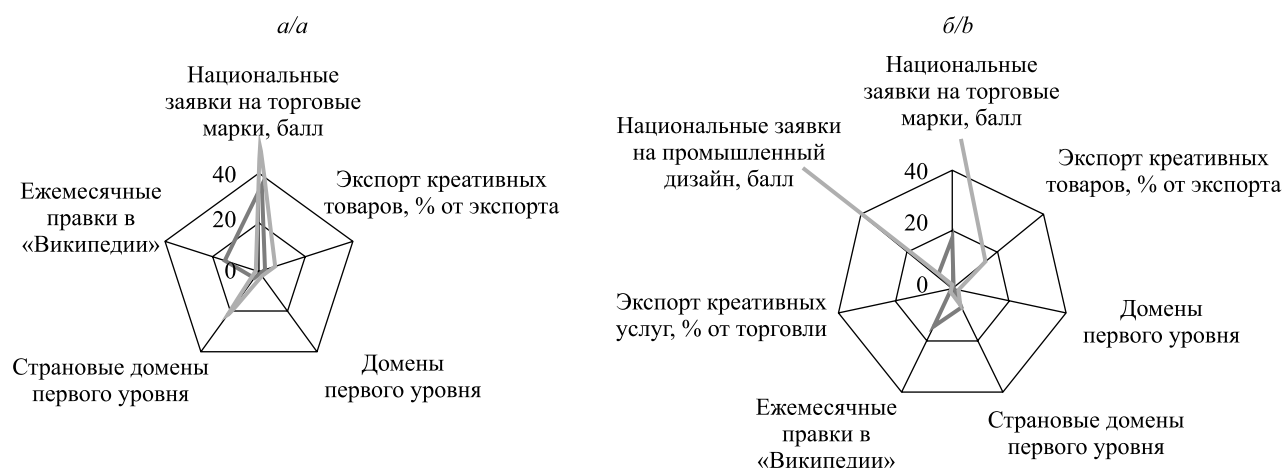 а/a
Национальные
заявки на торговые
марки, балл
40
20
0
Экспорт креативных
товаров, % от экспорта
Домены
первого уровня
Страновые домены
первого уровня
Ежемесячные
правки в
«Википедии»
б/b
Национальные
заявки на торговые
марки, балл
40
20
0
Экспорт креативных
товаров, % от экспорта
Домены
первого уровня
Страновые домены
первого уровня
Ежемесячные
правки в
«Википедии»
Экспорт креативных
услуг, % от торговли
Национальные заявки
на промышленный
дизайн, балл